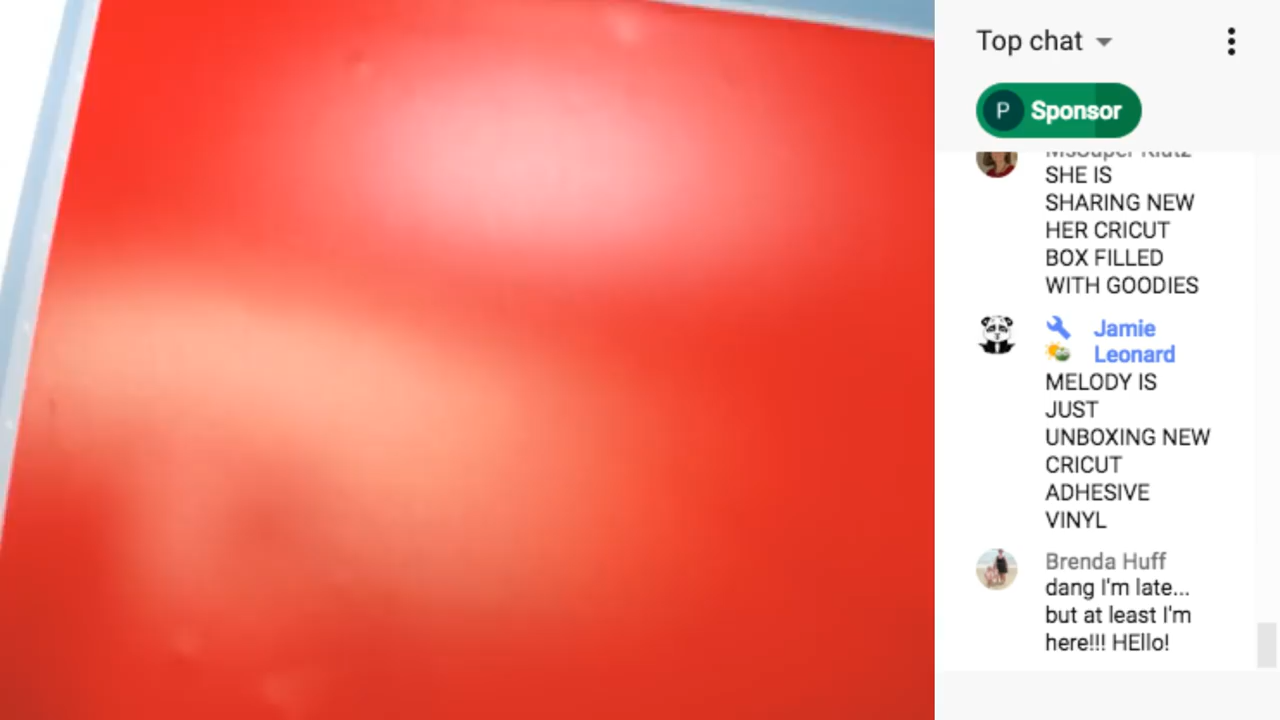 Top chat
P Sponsor
SHE IS
SHARING NEW
HER CRICUT
BOX FILLED
WITH GOODIES
Jamie
Leonard
MELODY IS
JUST
UNBOXING NEW
CRICUT
ADHESIVE
VINYL
Brenda Huff
dang I'm late...
but at least I'm
here!!! HEllo!